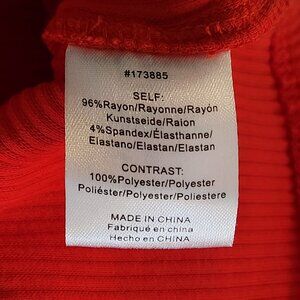 #173885
SELF:
96%Rayon/Rayonne/Rayón
Kunstseide/Raion
4%Spandex/Élasthanne/
Elastano/Elastan/Elastan
CONTRAST:
100%Polyester/Polyester
Poliéster/Polyester/Poliestere
MADE IN CHINA
Fabriqué en china
Hecho en CHINA